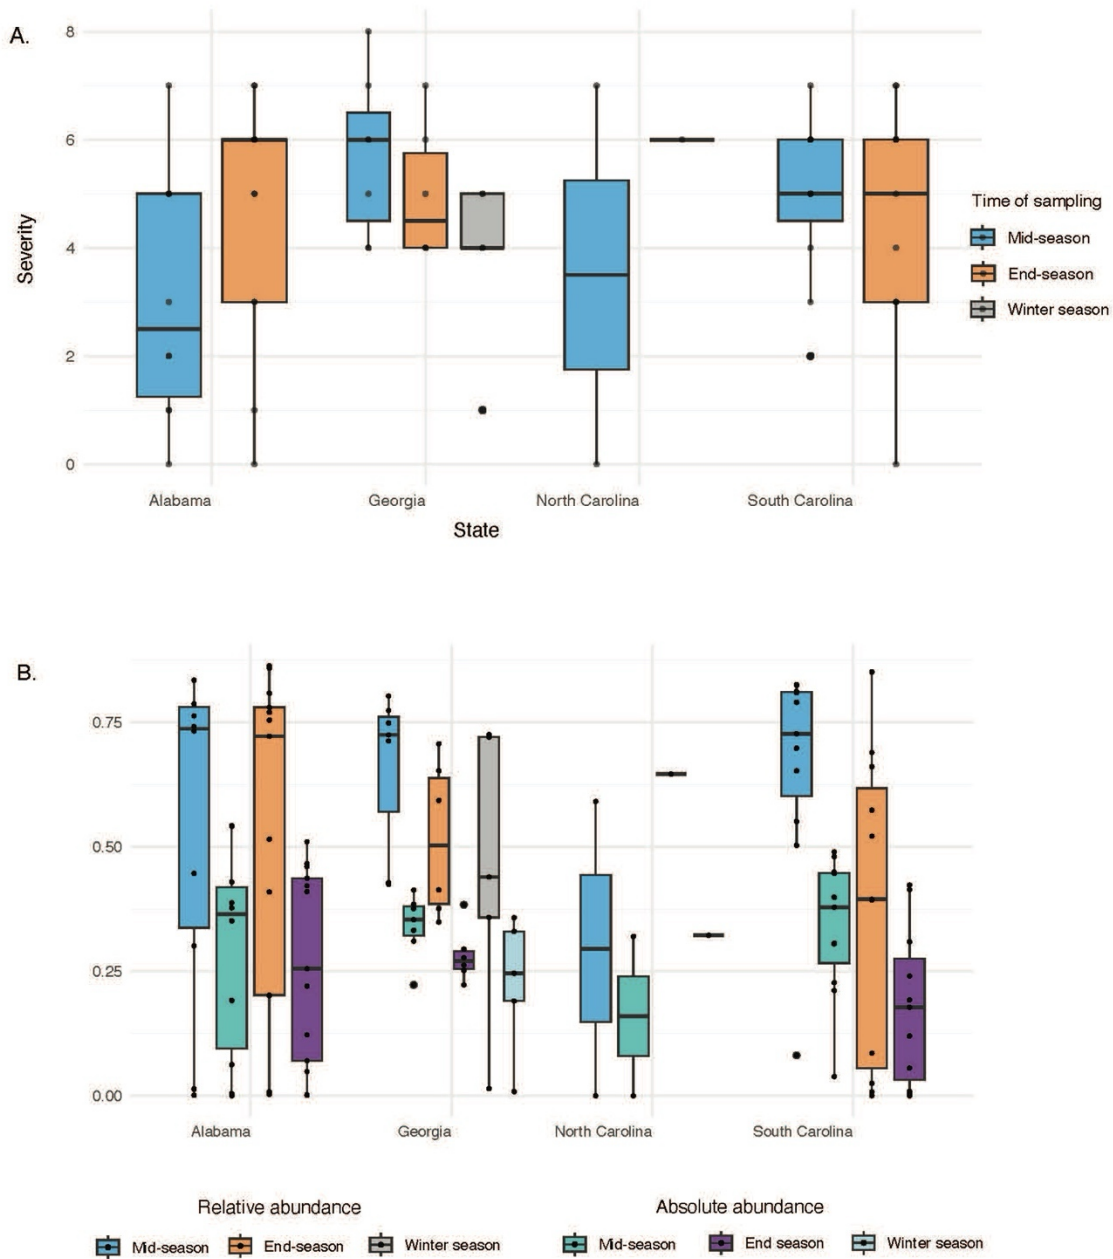 A.
8
6
4
2
0
Severity
Alabama Georgia North Carolina South Carolina
State
Time of sampling
Mid-season
End-season
Winter season
B.
0.75
0.50
0.25
0.00
Alabama Georgia North Carolina South Carolina
Relative abundance Absolute abundance
Mid-season End-season Winter season Mid-season End season Winter season